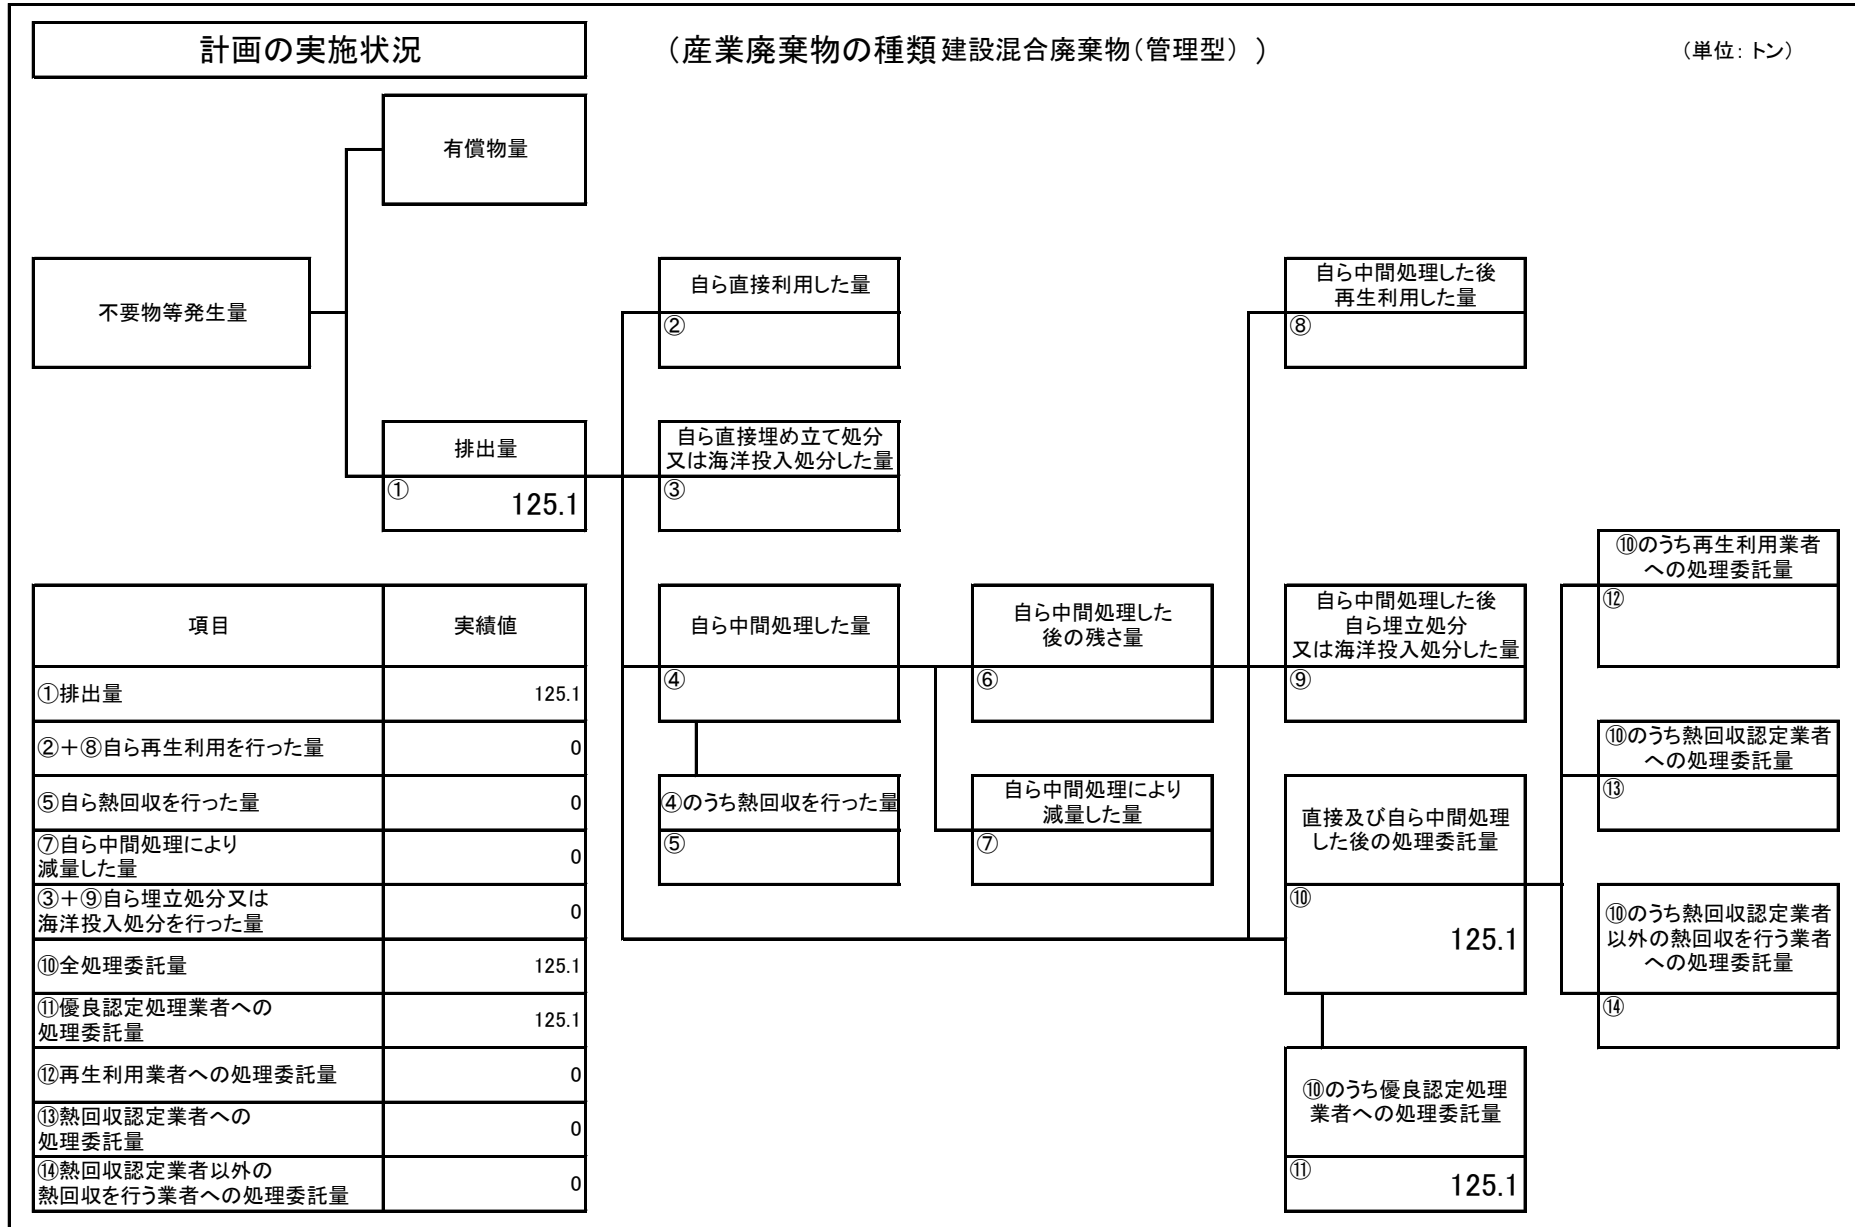 計画の実施状況
（産業廃棄物の種類 建設混合廃棄物（管理型） ）
（単位：トン）
有償物量
不要物等発生量
自ら直接利用した量
②
自ら中間処理した後
再生利用した量
⑧
排出量
① 125.1
自ら直接埋め立て処分
又は海洋投入処分した量
③
⑩のうち再生利用業者
への処理委託量
⑫
自ら中間処理した量
④
自ら中間処理した
後の残さ量
⑥
自ら中間処理した後
自ら埋立処分
又は海洋投入処分した量
⑨
⑩のうち熱回収認定業者
への処理委託量
⑬
④のうち熱回収を行った量
⑤
自ら中間処理により
減量した量
⑦
直接及び自ら中間処理
した後の処理委託量
⑩
125.1
⑩のうち熱回収認定業者
以外の熱回収を行う業者
への処理委託量
⑭
⑩のうち優良認定処理
業者への処理委託量
⑪ 125.1
項目 実績値
①排出量 125.1
②＋⑧自ら再生利用を行った量 0
⑤自ら熱回収を行った量 0
⑦自ら中間処理により
減量した量 0
③＋⑨自ら埋立処分又は
海洋投入処分を行った量 0
⑩全処理委託量 125.1
⑪優良認定処理業者への
処理委託量 125.1
⑫再生利用業者への処理委託量 0
⑬熱回収認定業者への
処理委託量 0
⑭熱回収認定業者以外の
熱回収を行う業者への処理委託量 0